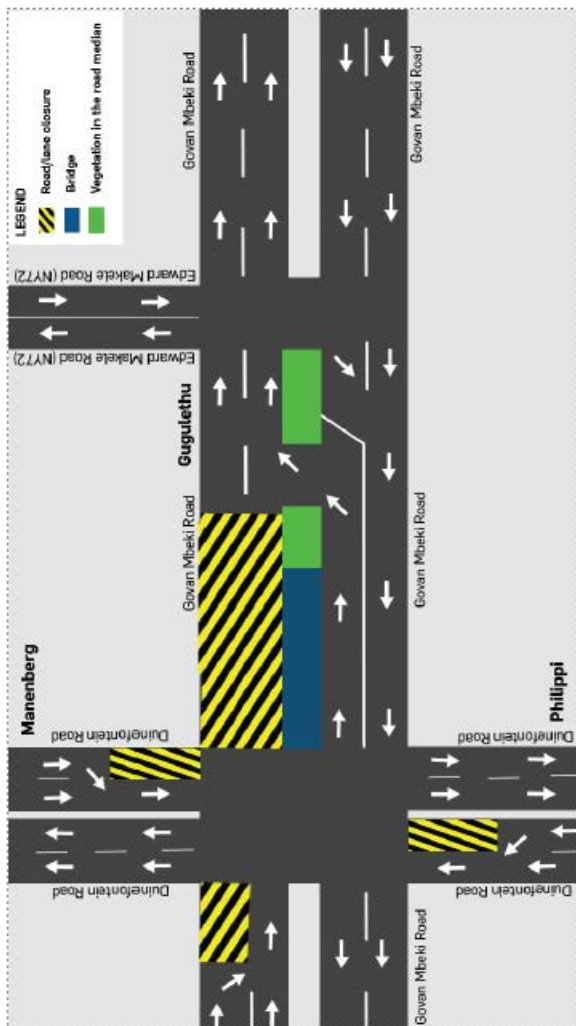 LEGEND
Road/lane closure
Bridge
Vegetation in the road median
Manenberg
Duinefontein Road
Duinefontein Road
Edward Makele Road (NY72)
Edward Makele Road (NY72)
Gugulethu
Govan Mbeki Road
Govan Mbeki Road
Govan Mbeki Road
Govan Mbeki Road
Govan Mbeki Road
Duinefontein Road
Duinefontein Road
Philippi